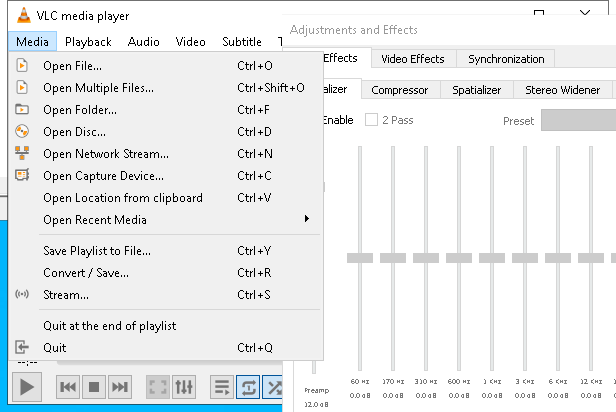 VLC media player
Media Playback Audio Video Subtitle T
Open File... Ctrl+O
Open Multiple Files... Ctrl+Shift+O
Open Folder... Ctrl+F
Open Disc... Ctrl+D
Open Network Stream... Ctrl+N
Open Capture Device... Ctrl+C
Open Location from clipboard Ctrl+V
Open Recent Media
Save Playlist to File... Ctrl+Y
Convert / Save... Ctrl+R
Stream... Ctrl+S
Quit at the end of playlist
Quit Ctrl+Q
--:--
Adjustments and Effects
Effects Video Effects Synchronization
alizer Compressor Spatializer Stereo Widener
Enable 2 Pass Preset
60 Hz 170 Hz 310 Hz 600 Hz 1 KHz 3 KHz 6 KHz 12 KHz
Preamp
0.0 dB 0.0 dB 0.0 dB 0.0 dB 0.0 dB 0.0 dB 0.0 dB 0.0 dB
12.0 dB